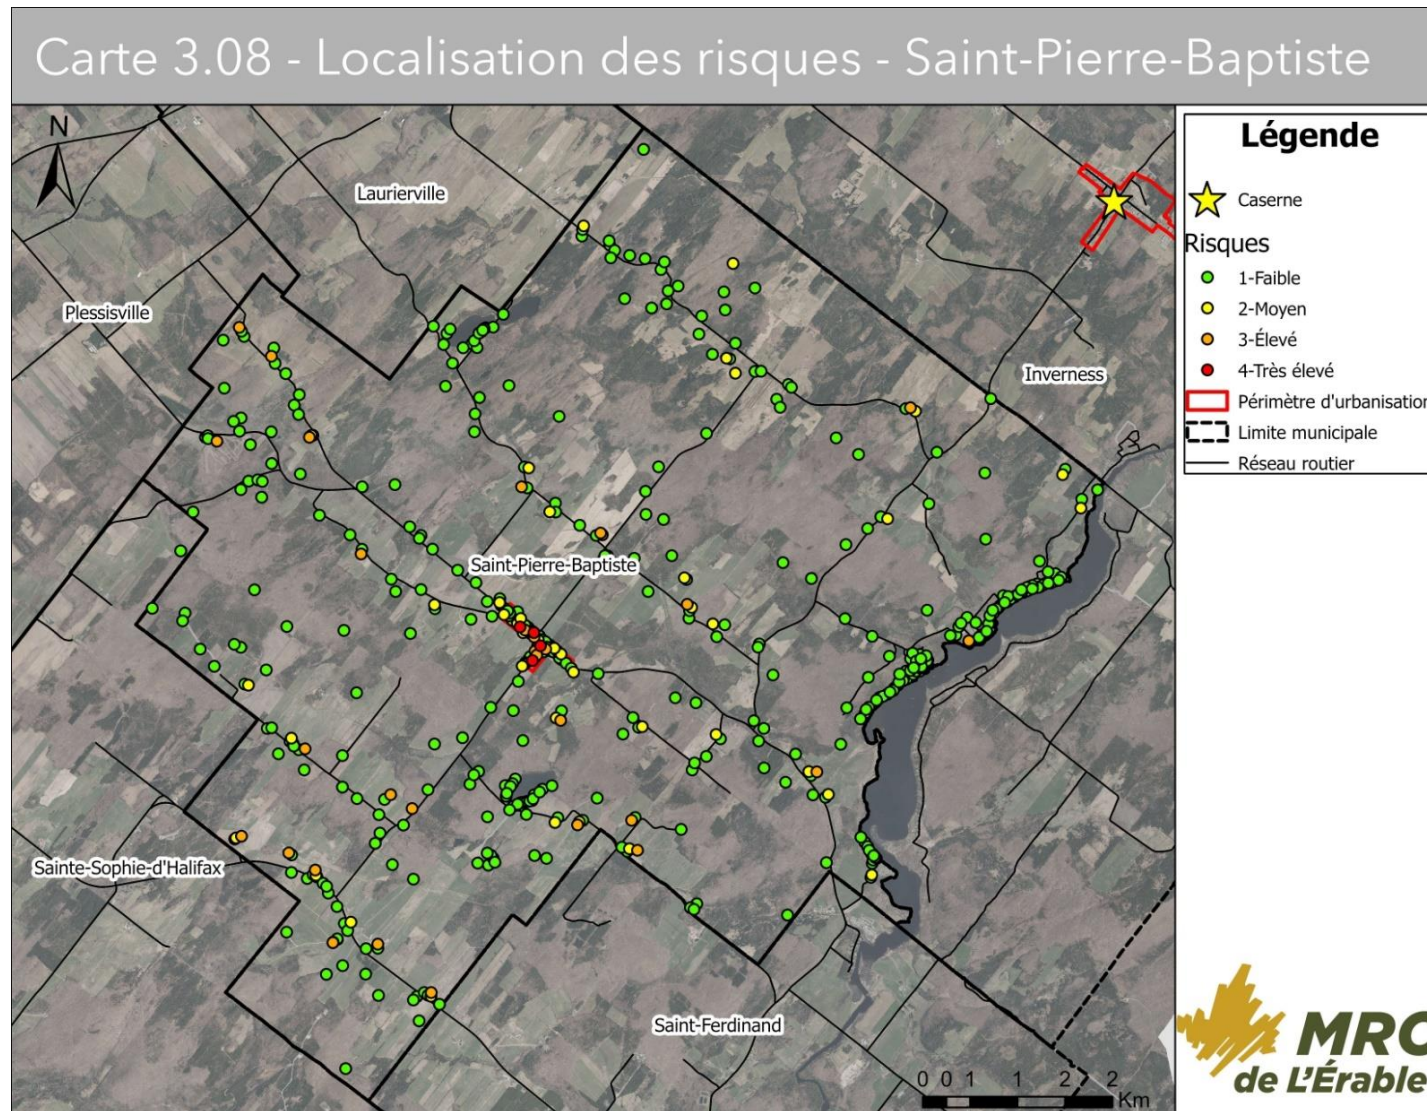 Carte 3.08 - Localisation des risques - Saint-Pierre-Baptiste
N
Laurierville
Plessisville
Inverness
Saint-Pierre-Baptiste
Sainte-Sophie-d'Halifax
Saint-Ferdinand
0 0 1 1 2 2
Km
Légende
Caserne
Risques
1-Faible
2-Moyen
3-Élevé
4-Très élevé
Périmètre d'urbanisation
Limite municipale
Réseau routier
MRC
de L'Érable